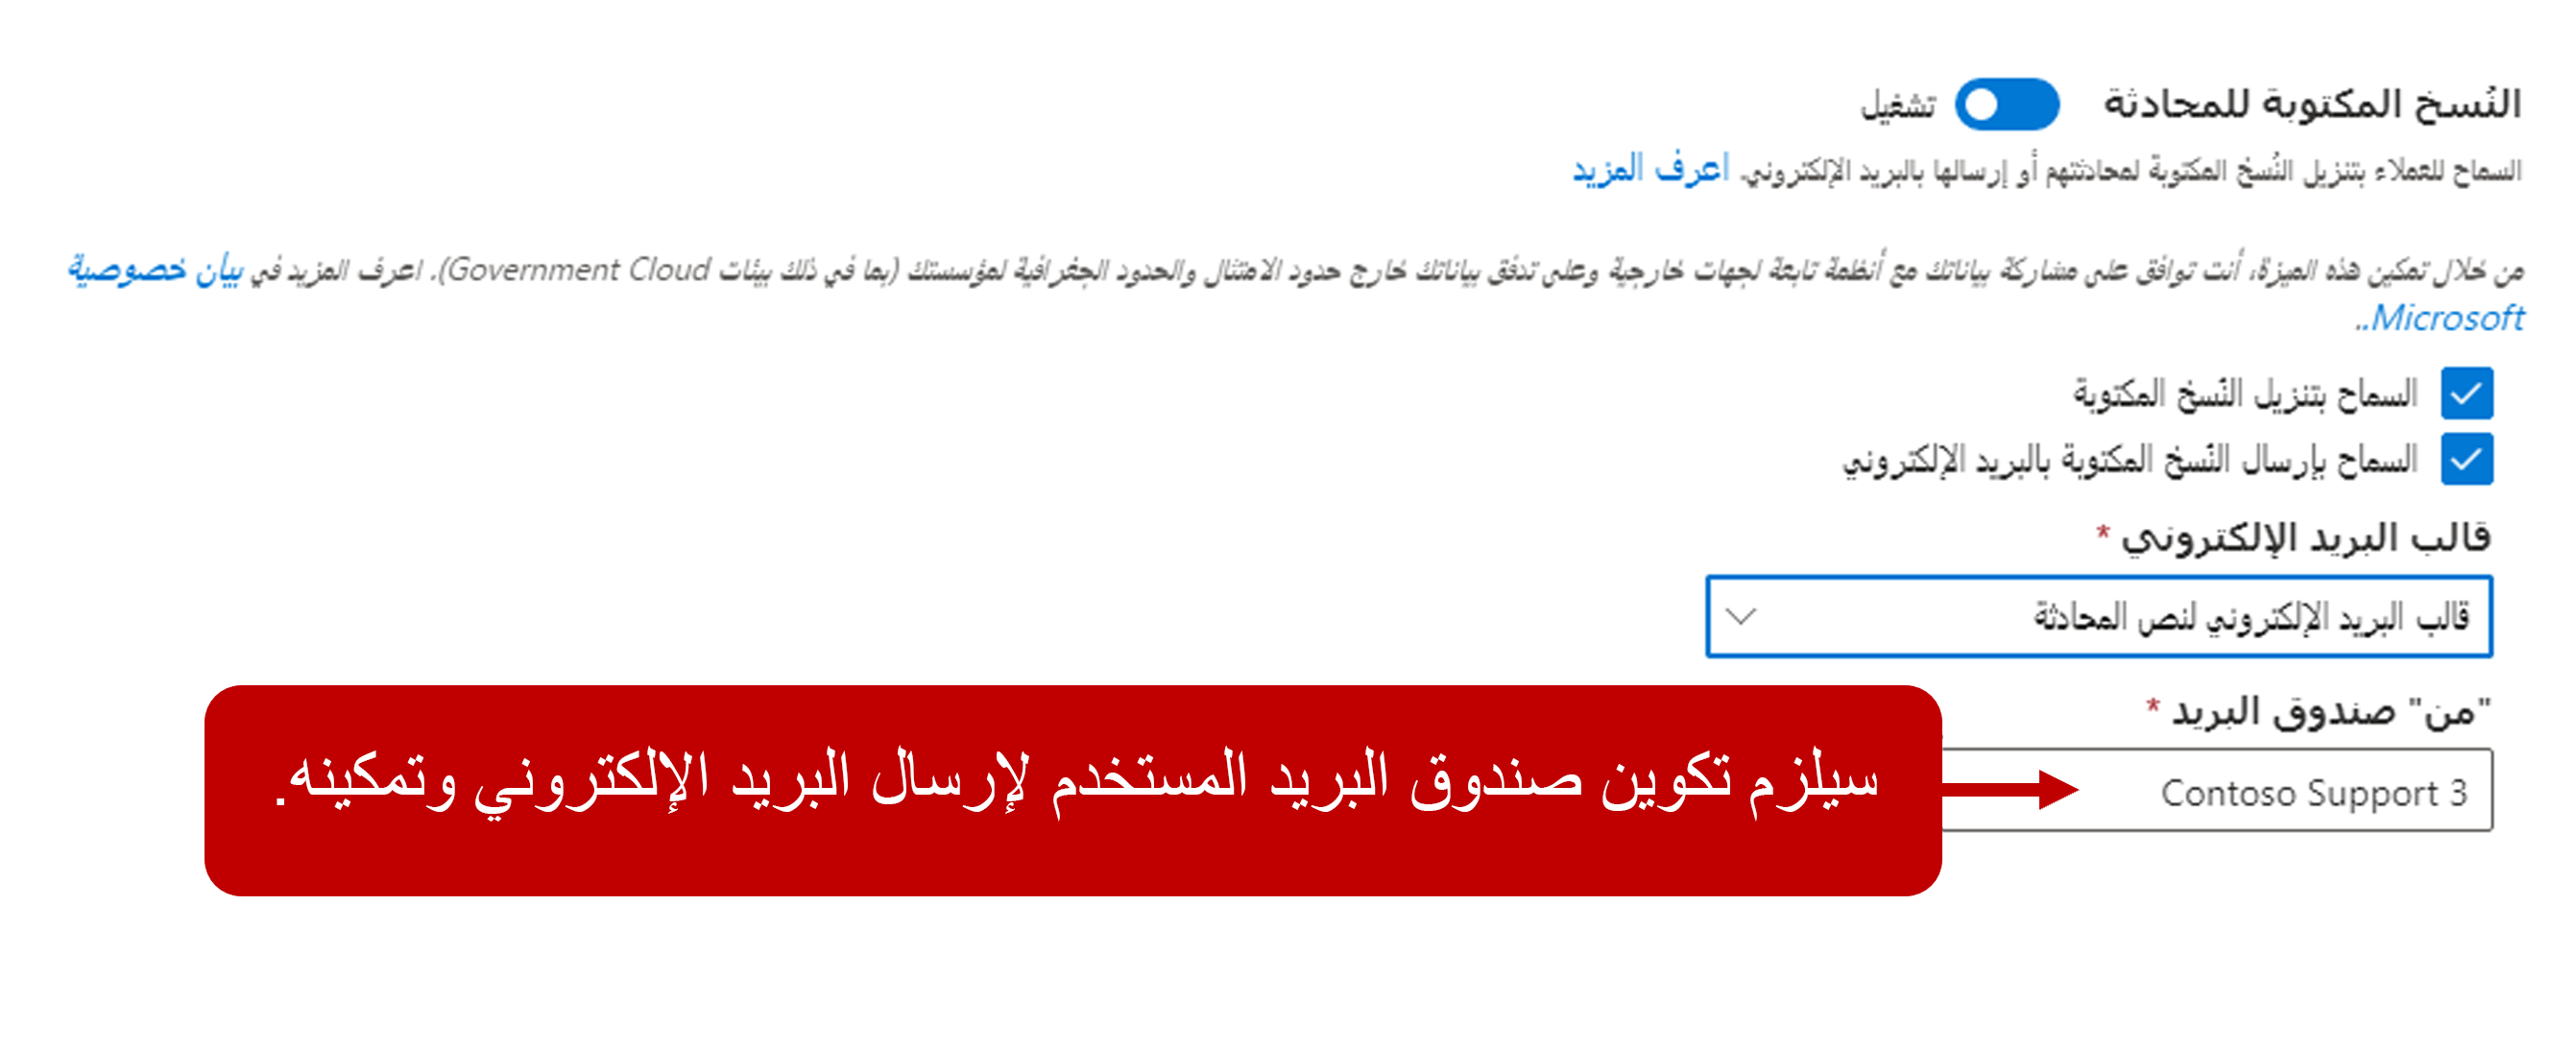 النُسخ المكتوبة للمحادثة تشغيل
السماح للعملاء بتنزيل النُسخ المكتوبة لمحادثتهم أو إرسالها بالبريد الإلكتروني. اعرف المزيد
من خلال تمكين هذه الميزة، أنت توافق على مشاركة بياناتك مع أنظمة تابعة لجهات خارجية وعلى تدفق بياناتك خارج حدود الامتثال والحدود الجغرافية لمؤسستك (بما في ذلك بيئات Government Cloud). اعرف المزيد في بيان خصوصية
Microsoft..
السماح بتنزيل النُسخ المكتوبة
السماح بإرسال النُسخ المكتوبة بالبريد الإلكتروني
قالب البريد الإلكتروني *
قالب البريد الإلكتروني لنص المحادثة
"من" صندوق البريد *
Contoso Support 3
سيلزم تكوين صندوق البريد المستخدم لإرسال البريد الإلكتروني وتمكينه.